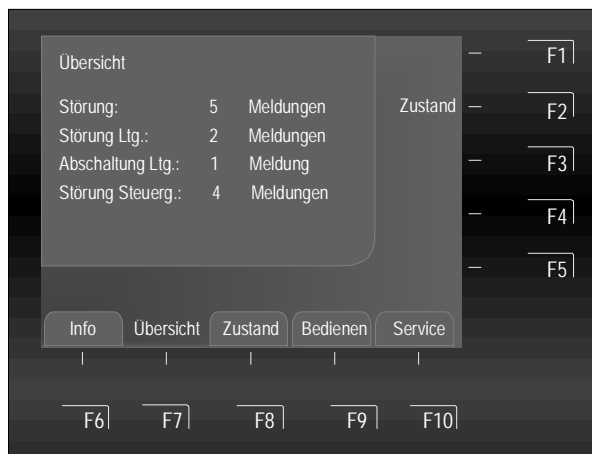 Übersicht
F1
Störung: 5 Meldungen
Zustand
F2
Störung Ltg.: 2 Meldungen
Abschaltung Ltg.: 1 Meldung
F3
Störung Steuerg.: 4 Meldungen
F4
F5
Info Übersicht Zustand Bedienen Service
F6 F7 F8 F9 F10